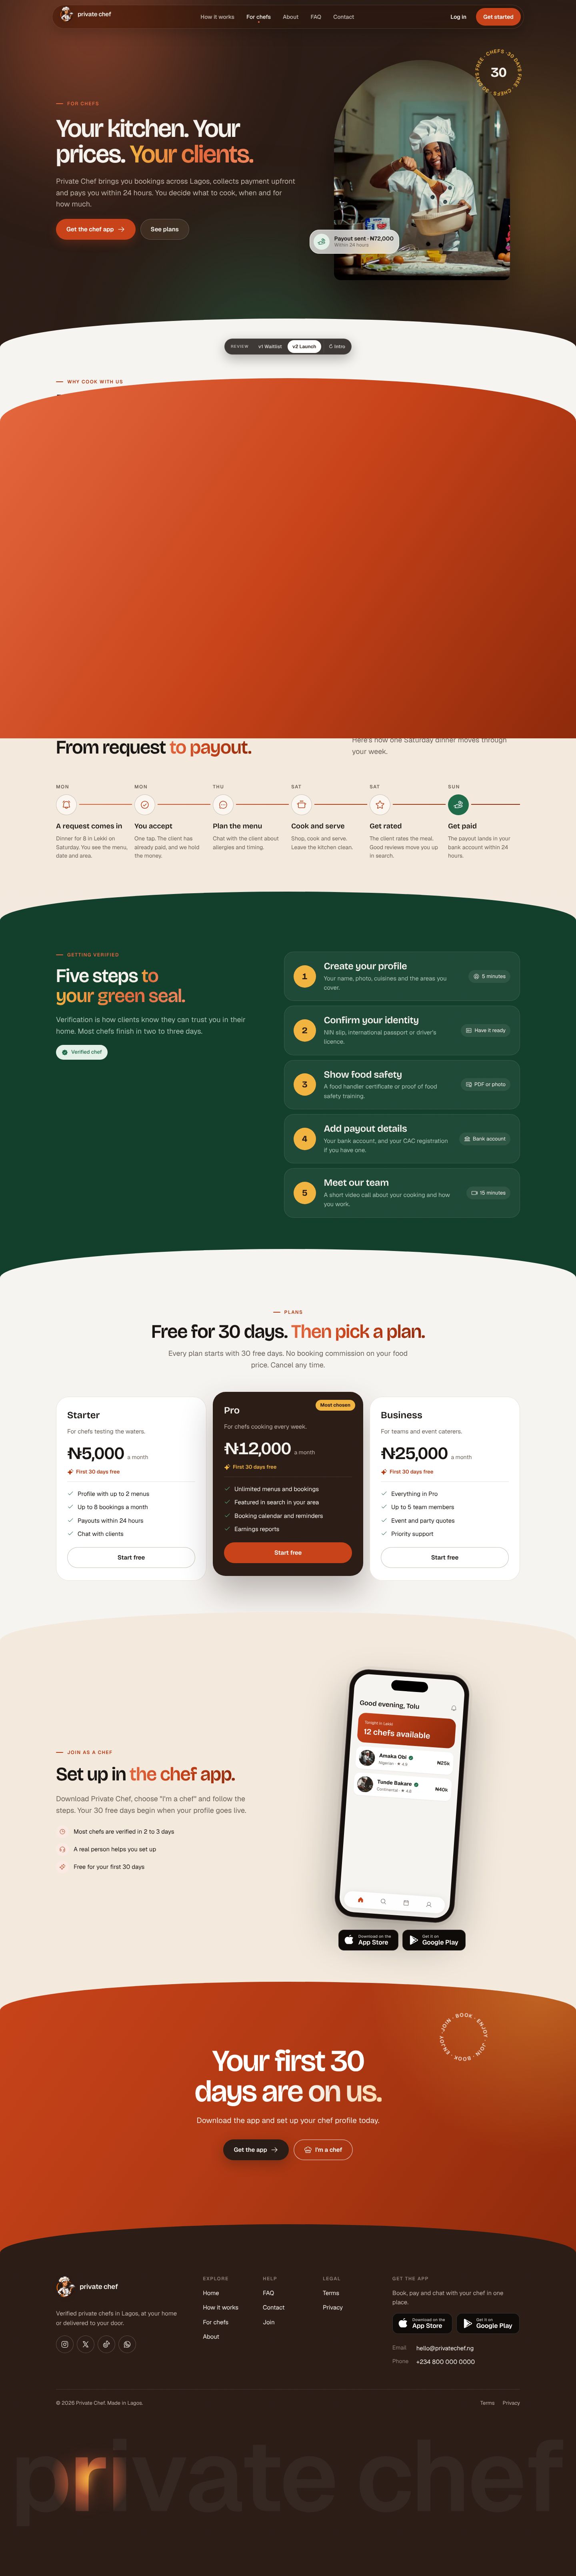 private chef
How it works
For chefs
About
FAQ
Contact
Log in
Get started
FOR CHEFS
Your kitchen. Your
prices. Your clients.
Private Chef brings you bookings across Lagos, collects payment upfront
and pays you within 24 hours. You decide what to cook, when and for
how much.
Get the chef app
See plans
30
Payout sent · ₦72,000
Within 24 hours
REVIEW
v1 Waitlist
v2 Launch
Intro
WHY COOK WITH US
From request to payout.
Here's how one Saturday dinner moves through
your week.
MON
A request comes in
Dinner for 8 in Lekki on
Saturday. You see the menu,
date and area.
MON
You accept
One tap. The client has
already paid, and we hold
the money.
THU
Plan the menu
Chat with the client about
allergies and timing.
SAT
Cook and serve
Shop, cook and serve.
Leave the kitchen clean.
SAT
Get rated
The client rates the meal.
Good reviews move you up
in search.
SUN
Get paid
The payout lands in your
bank account within 24
hours.
GETTING VERIFIED
Five steps to
your green seal.
Verification is how clients know they can trust you in their
home. Most chefs finish in two to three days.
Verified chef
1
Create your profile
Your name, photo, cuisines and the areas you
cover.
5 minutes
2
Confirm your identity
NIN slip, international passport or driver's
licence.
Have it ready
3
Show food safety
A food handler certificate or proof of food
safety training.
PDF or photo
4
Add payout details
Your bank account, and your CAC registration
if you have one.
Bank account
5
Meet our team
A short video call about your cooking and how
you work.
15 minutes
PLANS
Free for 30 days. Then pick a plan.
Every plan starts with 30 free days. No booking commission on your food
price. Cancel any time.
Starter
For chefs testing the waters.
₦5,000 a month
First 30 days free
Profile with up to 2 menus
Up to 8 bookings a month
Payouts within 24 hours
Chat with clients
Start free
Most chosen
Pro
For chefs cooking every week.
₦12,000 a month
First 30 days free
Unlimited menus and bookings
Featured in search in your area
Booking calendar and reminders
Earnings reports
Start free
Business
For teams and event caterers.
₦25,000 a month
First 30 days free
Everything in Pro
Up to 5 team members
Event and party quotes
Priority support
Start free
JOIN AS A CHEF
Set up in the chef app.
Download Private Chef, choose "I'm a chef" and follow the
steps. Your 30 free days begin when your profile goes live.
Most chefs are verified in 2 to 3 days
A real person helps you set up
Free for your first 30 days
Good evening, Tolu
Tonight in Lekki
12 chefs available
Amaka Obi
Nigerian · ★ 4.9
₦25k
Tunde Bakare
Continental · ★ 4.8
₦40k
Download on the
App Store
Get it on
Google Play
JOIN · BOOK · ENJOY · JOIN · BOOK · ENJOY
Your first 30
days are on us.
Download the app and set up your chef profile today.
Get the app
I'm a chef
private chef
Verified private chefs in Lagos, at your home
or delivered to your door.
EXPLORE
Home
How it works
For chefs
About
HELP
FAQ
Contact
Join
LEGAL
Terms
Privacy
GET THE APP
Book, pay and chat with your chef in one
place.
Download on the
App Store
Get it on
Google Play
Email hello@privatechef.ng
Phone +234 800 000 0000
© 2026 Private Chef. Made in Lagos.
Terms
Privacy
private chef